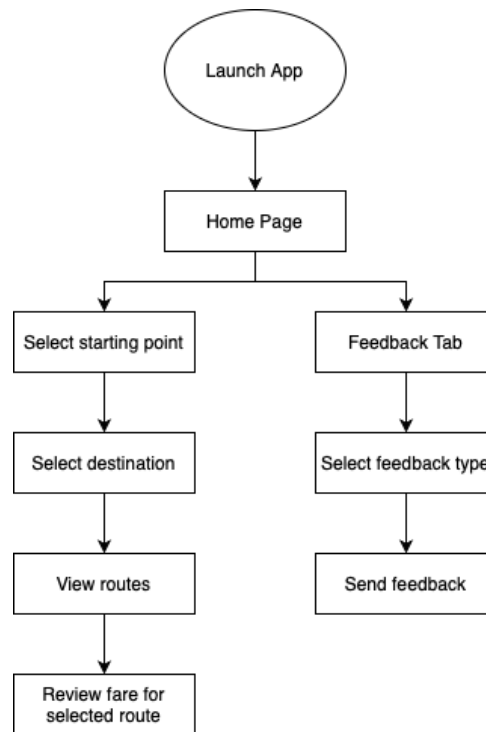 Launch App
Home Page
Select starting point
Feedback Tab
Select destination
Select feedback type
View routes
Send feedback
Review fare for
selected route